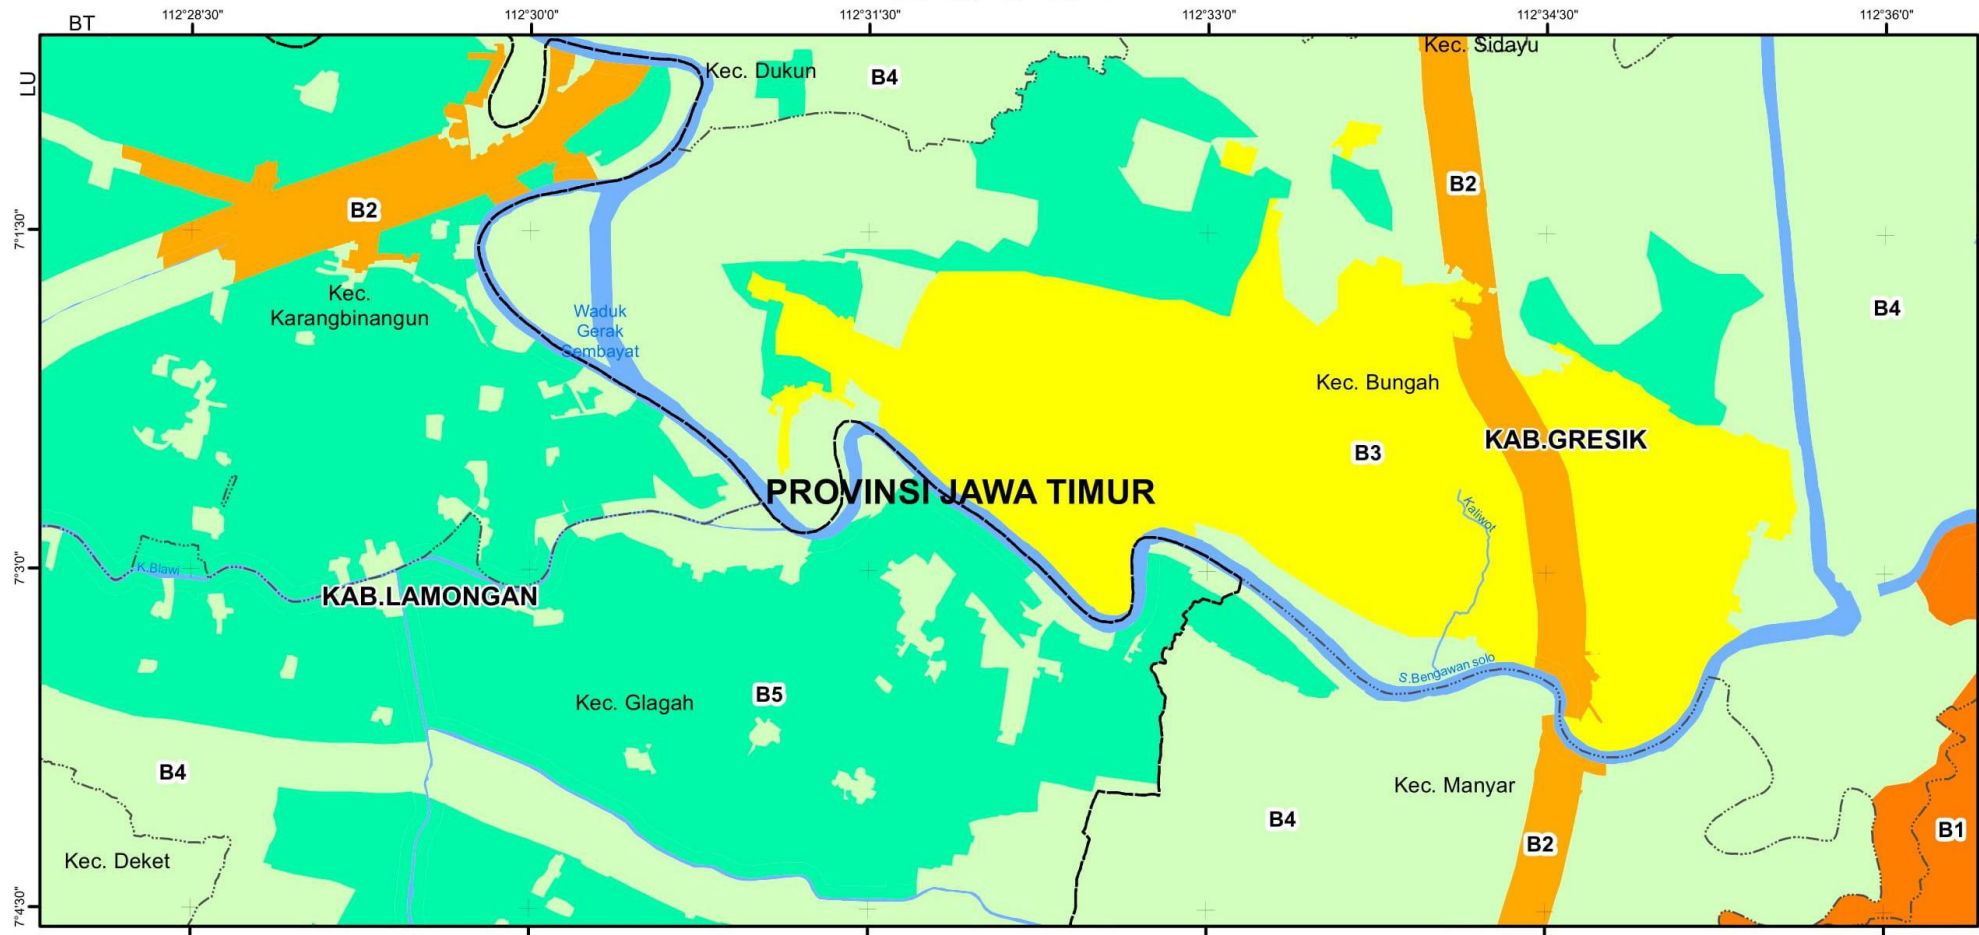 BT
112°28'30"
112°30'0"
112°31'30"
112°33'0"
112°34'30"
112°36'0"
LU
Kec. Dukun
B4
Kec. Sidayu
B2
B2
7°1'30"
Kec.
Karangbinangun
Waduk
Gerak
Sembayat
B4
Kec. Bungah
KAB.GRESIK
B3
PROVINSI JAWA TIMUR
Kaliwot
7°3'0"
K.Blawi
KAB.LAMONGAN
S.Bengawan solo
Kec. Glagah
B5
B4
Kec. Manyar
B4
B2
B1
Kec. Deket
7°4'30"